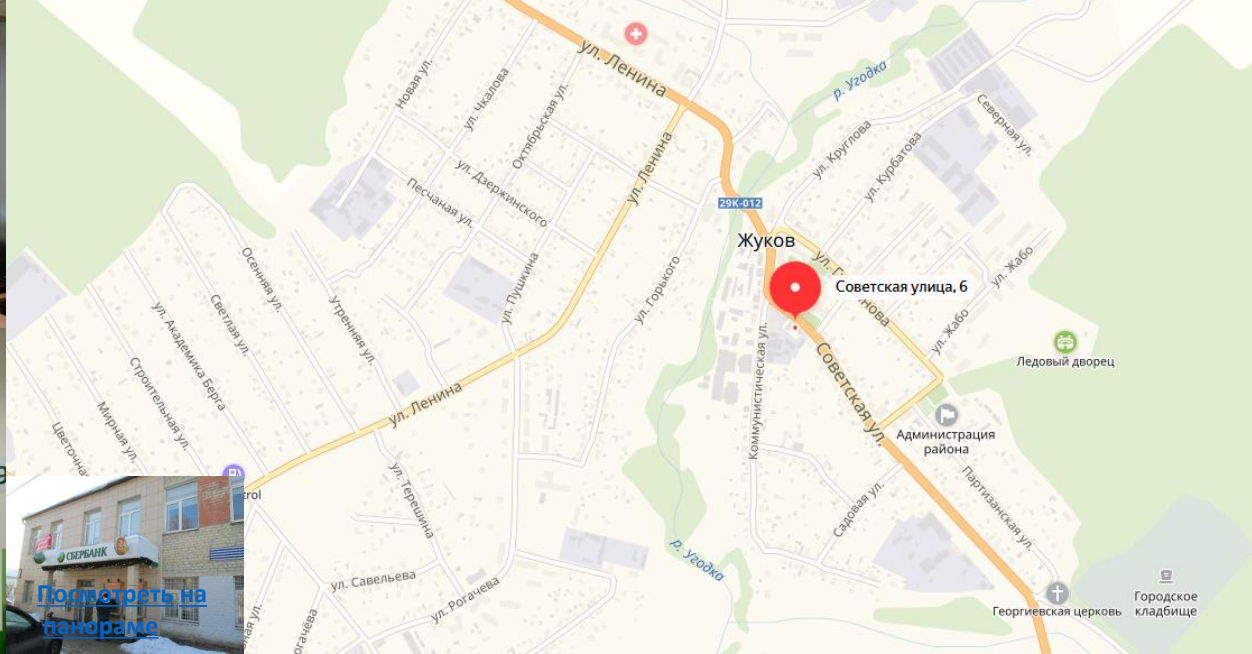 ул. Ленина
р. Угодка
Новая ул.
ул. Чкалова
Октябрьская ул.
Северная ул.
ул. Круглова
ул. Курбатова
ул. Ленина
ул. Дзержинского
Песчаная ул.
29К-012
Жуков
ул. Жабо
Советская улица, 6
ул. Горького
ул. Пушкина
Осенняя ул.
Светлая ул.
Утренняя ул.
ул. Академика Берга
ул. Жабо
Ледовый дворец
Коммунистическая ул.
Советская ул.
Строительная ул.
Мирная ул.
ул. Ленина
Администрация
района
Партизанская ул.
Садовая ул.
ул. Терешина
р. Угодка
ул. Савельева
ул. Рогачева
Георгиевская церковь
Городское
кладбище
СБЕРБАНК
Посмотреть на
панораме